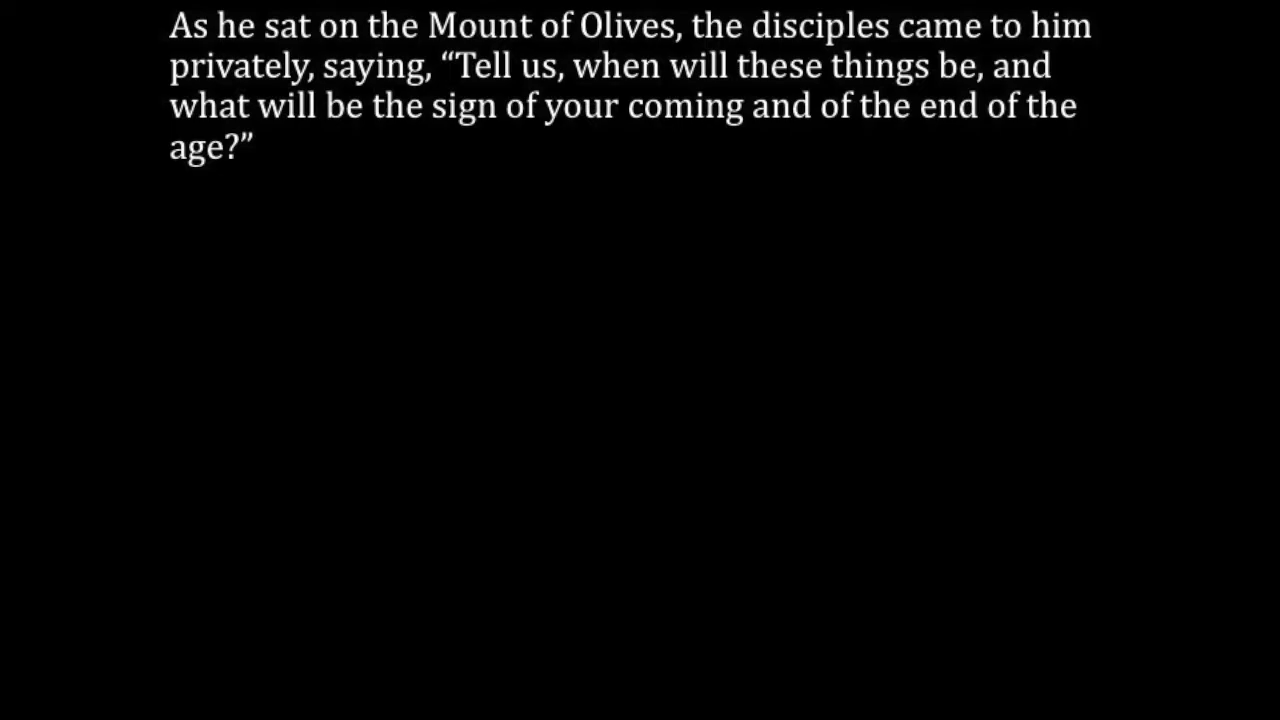 As he sat on the Mount of Olives, the disciples came to him
privately, saying, “Tell us, when will these things be, and
what will be the sign of your coming and of the end of the
age?”